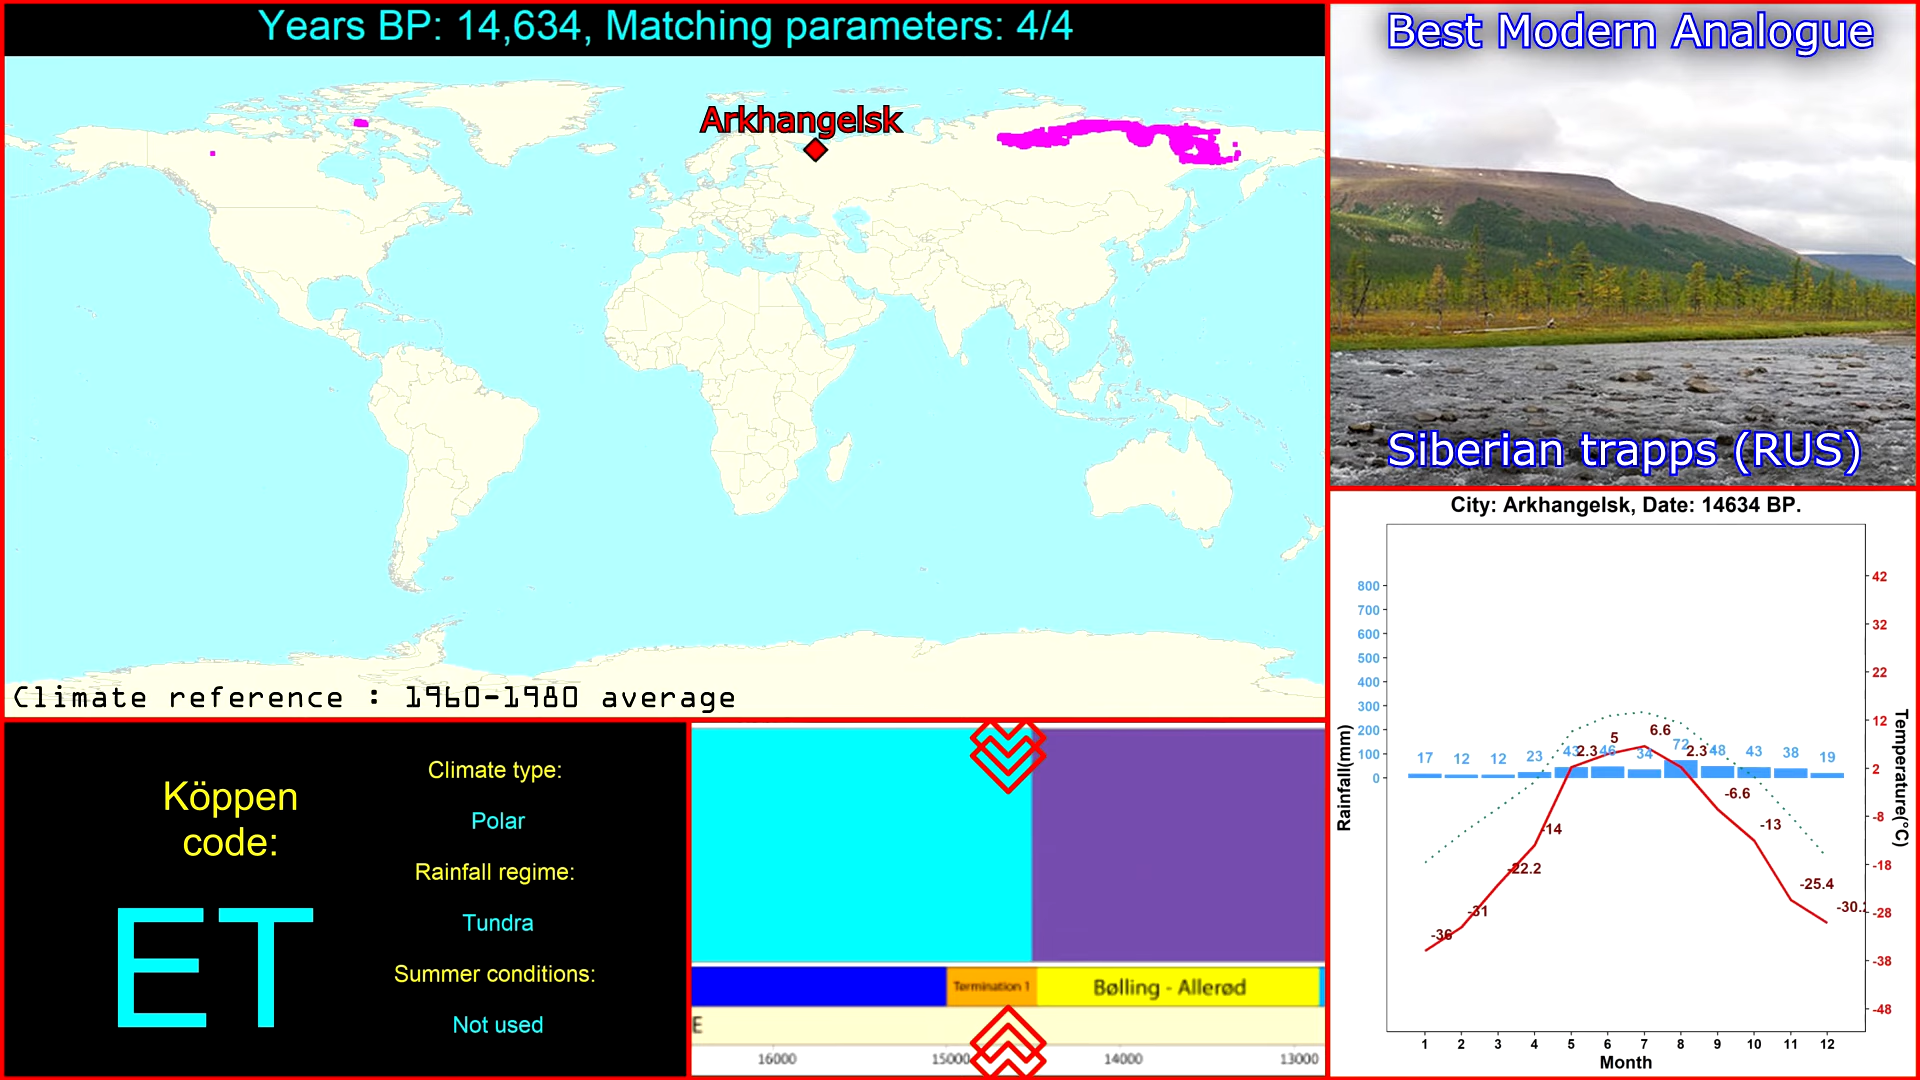 Years BP: 14,634, Matching parameters: 4/4
Arkhangelsk
Climate reference : 1960-1980 average
Best Modern Analogue
Siberian trapps (RUS)
Köppen
code:
ET
Climate type:
Polar
Rainfall regime:
Tundra
Summer conditions:
Not used
Termination 1
Bølling - Allerød
E
16000 15000 14000 13000
City: Arkhangelsk, Date: 14634 BP.
Rainfall(mm)
800
700
600
500
400
300
200
100
0
17 12 12 23 43 46 34 72 48 43 38 19
-36 -31 -22.2 -14 2.3 5 6.6 2.3 -6.6 -13 -25.4 -30.
42
32
22
12
2
-8
-18
-28
-38
-48
Temperature(°C)
1 2 3 4 5 6 7 8 9 10 11 12
Month